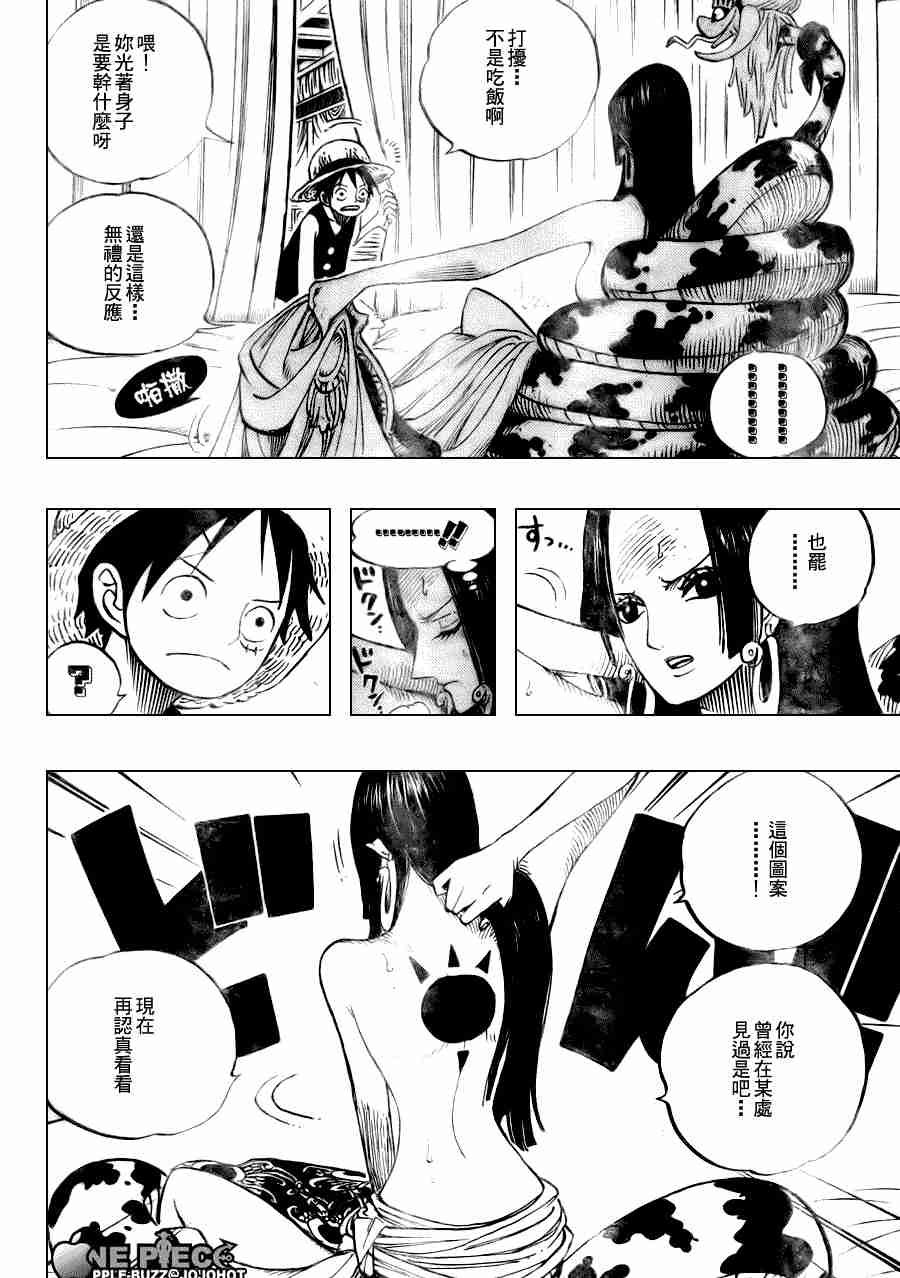 打擾┅
不是吃飯啊
喂！
妳光著身子
是要幹什麼呀
還是這樣┅
無禮的反應
啪撒
すっ…
也罷
┅┅┅
┅┅┅!!
ドクン
ドクン
?
這個圖案
┅┅┅!
你說
曾經在某處
見過是吧┅
現在
再認真看看
ONE PIECE
PPLE-BUZZ@JOJOHOT